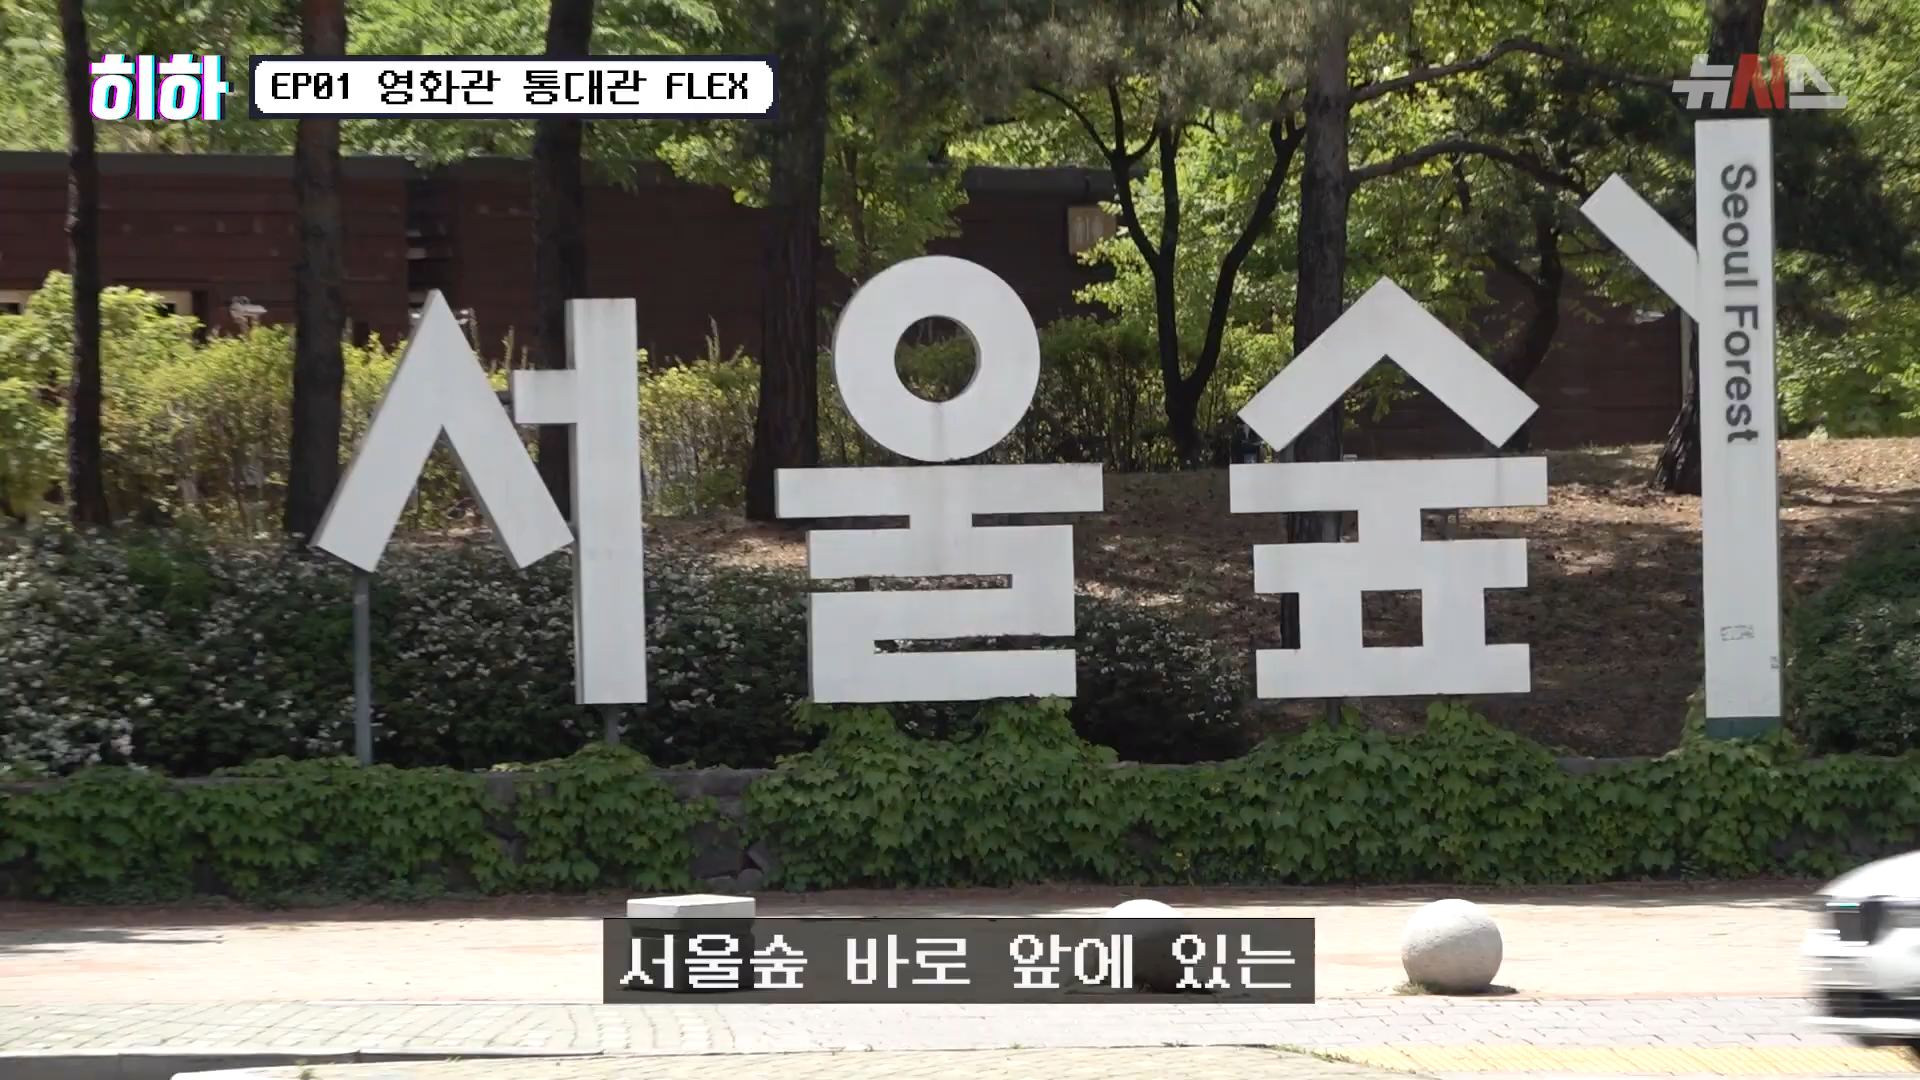 히하
EP01 영화관 통대관 FLEX
뉴시스
서울숲
Seoul Forest
서울숲 바로 앞에 있는